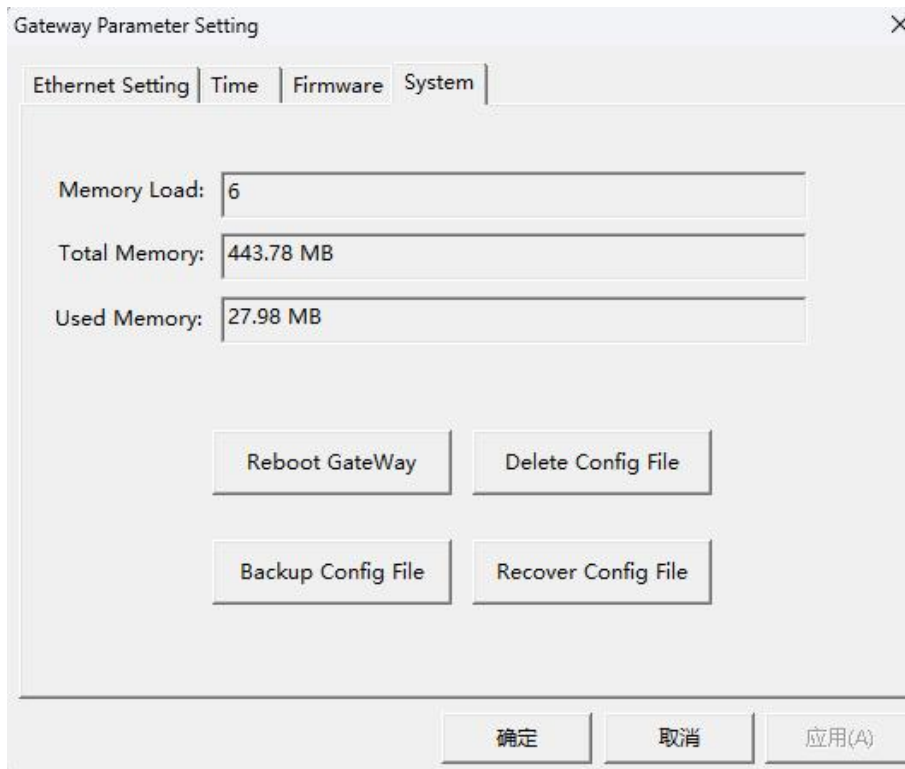 Gateway Parameter Setting
Ethernet Setting Time Firmware System
Memory Load: 6
Total Memory: 443.78 MB
Used Memory: 27.98 MB
Reboot GateWay Delete Config File
Backup Config File Recover Config File
确定 取消 应用(A)